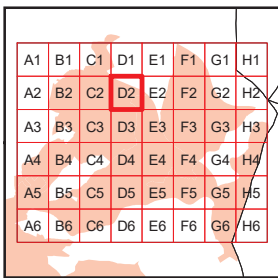 A1 B1 C1 D1 E1 F1 G1 H1
A2 B2 C2 D2 E2 F2 G2 H2
A3 B3 C3 D3 E3 F3 G3 H3
A4 B4 C4 D4 E4 F4 G4 H4
A5 B5 C5 D5 E5 F5 G5 H5
A6 B6 C6 D6 E6 F6 G6 H6